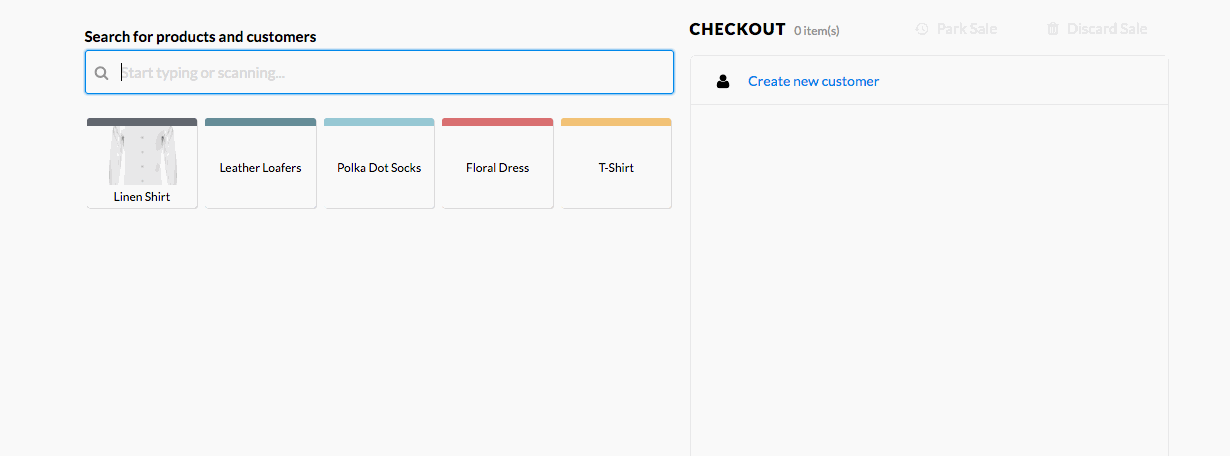 Search for products and customers
Start typing or scanning...
Linen Shirt
Leather Loafers
Polka Dot Socks
Floral Dress
T-Shirt
CHECKOUT 0 item(s)
Park Sale
Discard Sale
Create new customer